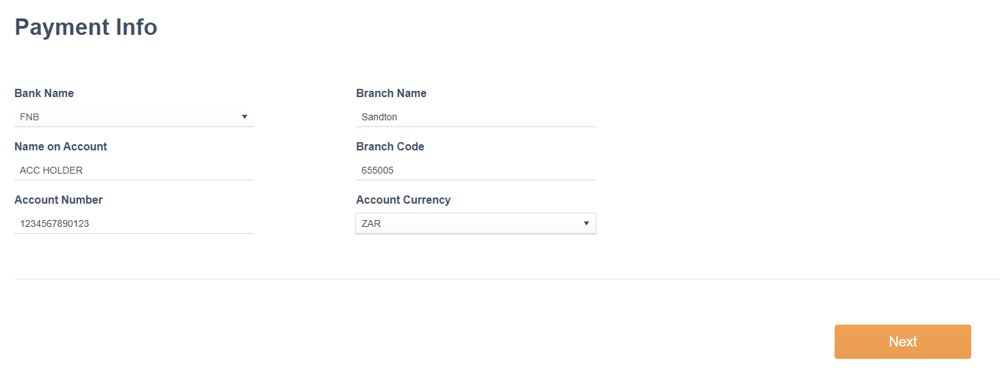 Payment Info
Bank Name
Branch Name
FNB
Sandton
Name on Account
Branch Code
ACC HOLDER
655005
Account Number
Account Currency
1234567890123
ZAR
Next